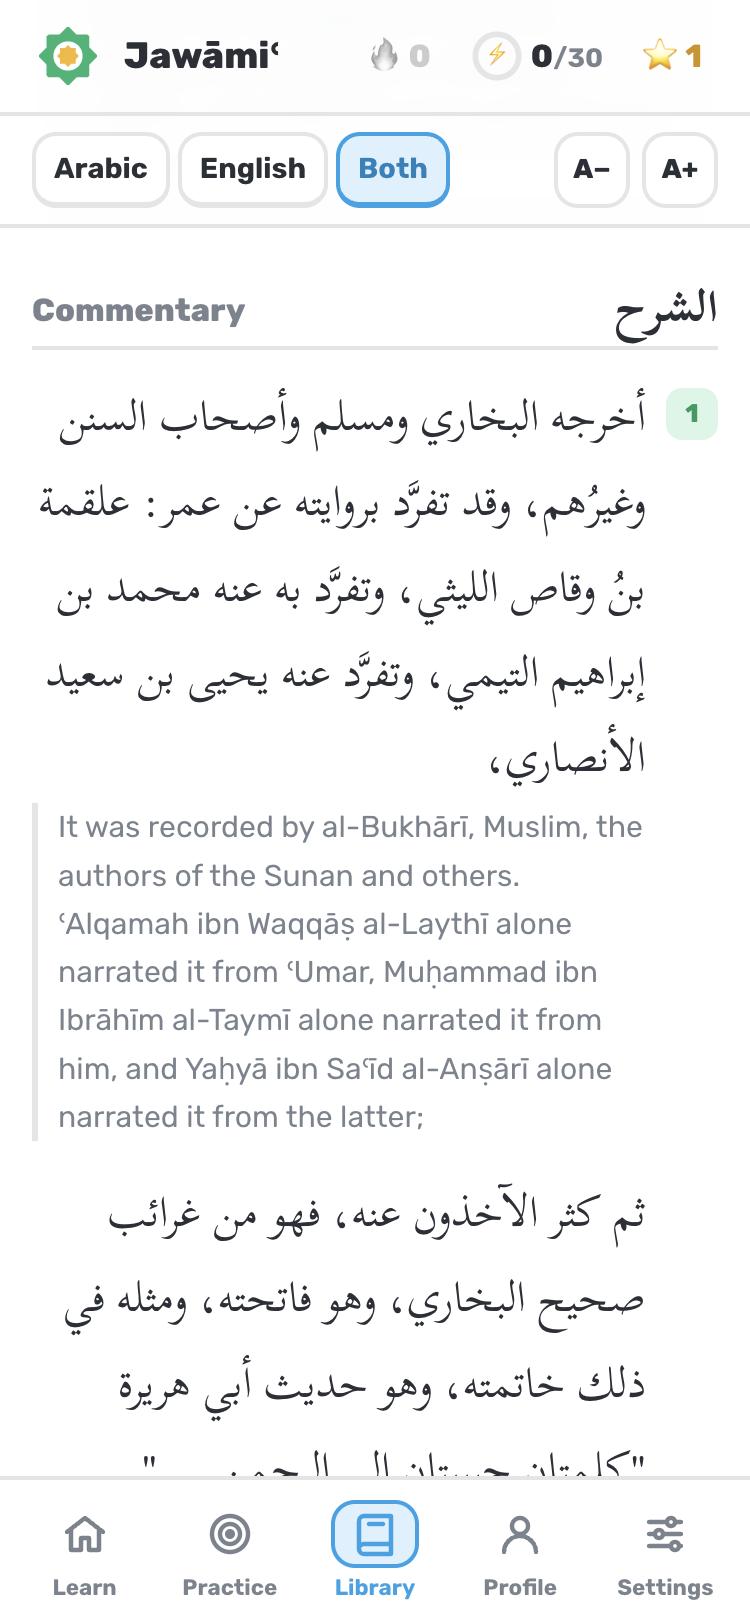 Jawāmiʿ 0 0/30 1
Arabic English Both A− A+
Commentary الشرح
1
أخرجه البخاري ومسلم وأصحاب السنن
وغيرُهم، وقد تفرَّد بروايته عن عمر: علقمة
بنُ وقاص الليثي، وتفرَّد به عنه محمد بن
إبراهيم التيمي، وتفرَّد عنه يحيى بن سعيد
الأنصاري،
It was recorded by al-Bukhārī, Muslim, the
authors of the Sunan and others.
ʿAlqamah ibn Waqqāṣ al-Laythī alone
narrated it from ʿUmar, Muḥammad ibn
Ibrāhīm al-Taymī alone narrated it from
him, and Yaḥyā ibn Saʿīd al-Anṣārī alone
narrated it from the latter;
ثم كثر الآخذون عنه، فهو من غرائب
صحيح البخاري، وهو فاتحته، ومثله في
ذلك خاتمته، وهو حديث أبي هريرة
"كلمتان حبيبتان إلى الرحمن
Learn Practice Library Profile Settings